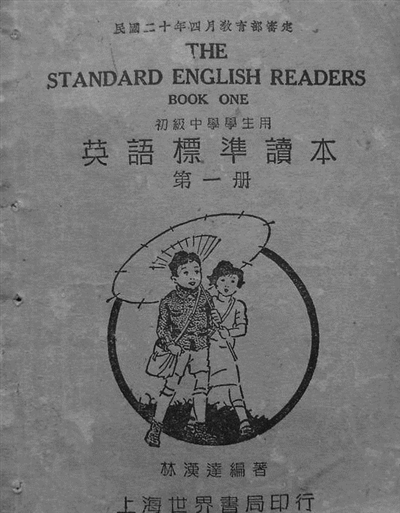 民國二十年四月教育部審定
THE
STANDARD ENGLISH READERS
BOOK ONE
初級中學學生用
英語標準讀本
第一册
林漢達編著
上海世界書局印行